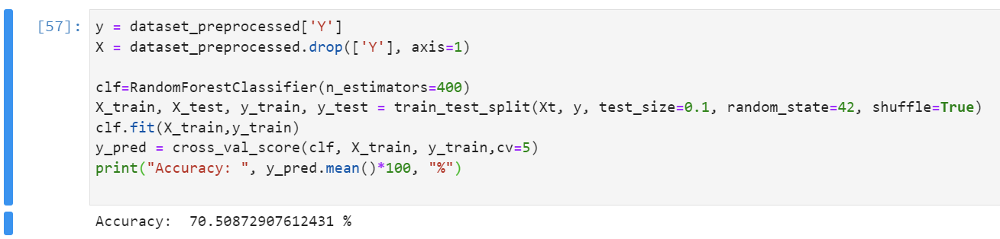 [57]: y = dataset_preprocessed['Y']
X = dataset_preprocessed.drop(['Y'], axis=1)
clf=RandomForestClassifier(n_estimators=400)
X_train, X_test, y_train, y_test = train_test_split(Xt, y, test_size=0.1, random_state=42, shuffle=True)
clf.fit(X_train,y_train)
y_pred = cross_val_score(clf, X_train, y_train,cv=5)
print("Accuracy: ", y_pred.mean()*100, "%")
Accuracy:  70.50872907612431 %